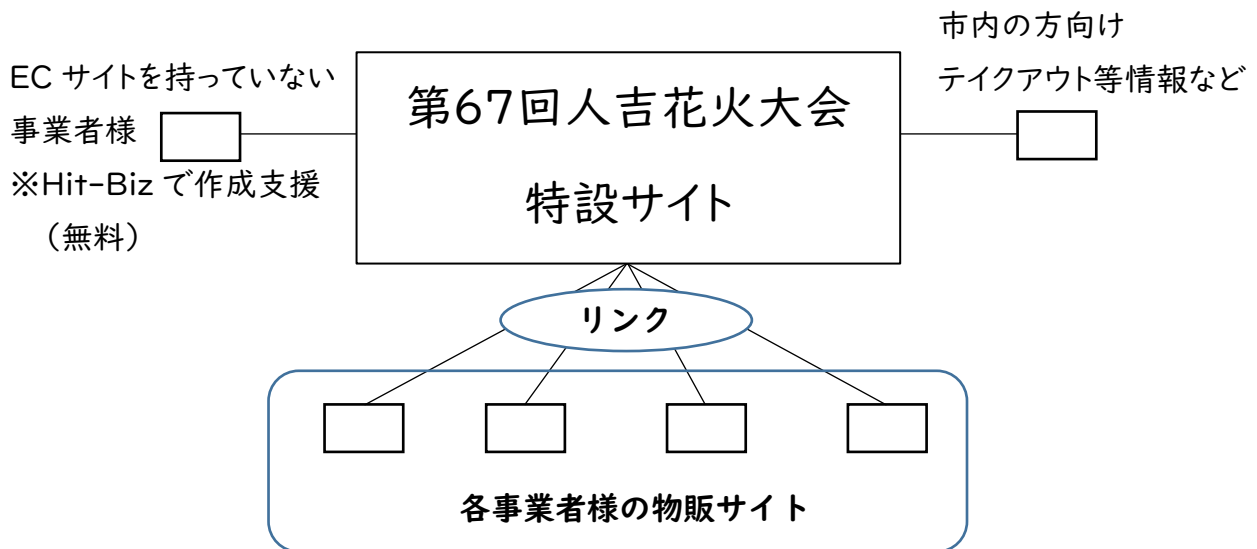 市内の方向け
テイクアウト等情報など
EC サイトを持っていない
事業者様
※Hit-Biz で作成支援
(無料)
第67回人吉花火大会
特設サイト
リンク
各事業者様の物販サイト